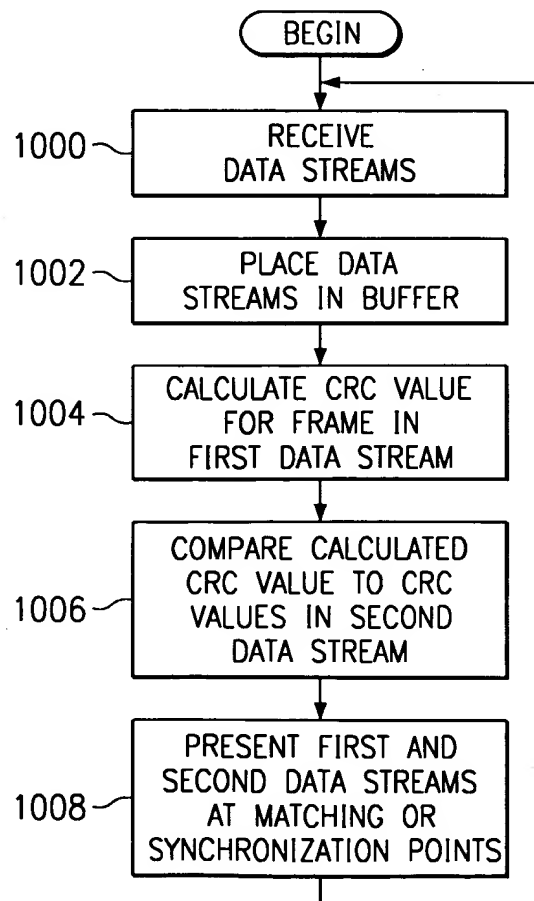 BEGIN
1000
RECEIVE
DATA STREAMS
1002
PLACE DATA
STREAMS IN BUFFER
1004
CALCULATE CRC VALUE
FOR FRAME IN
FIRST DATA STREAM
1006
COMPARE CALCULATED
CRC VALUE TO CRC
VALUES IN SECOND
DATA STREAM
1008
PRESENT FIRST AND
SECOND DATA STREAMS
AT MATCHING OR
SYNCHRONIZATION POINTS